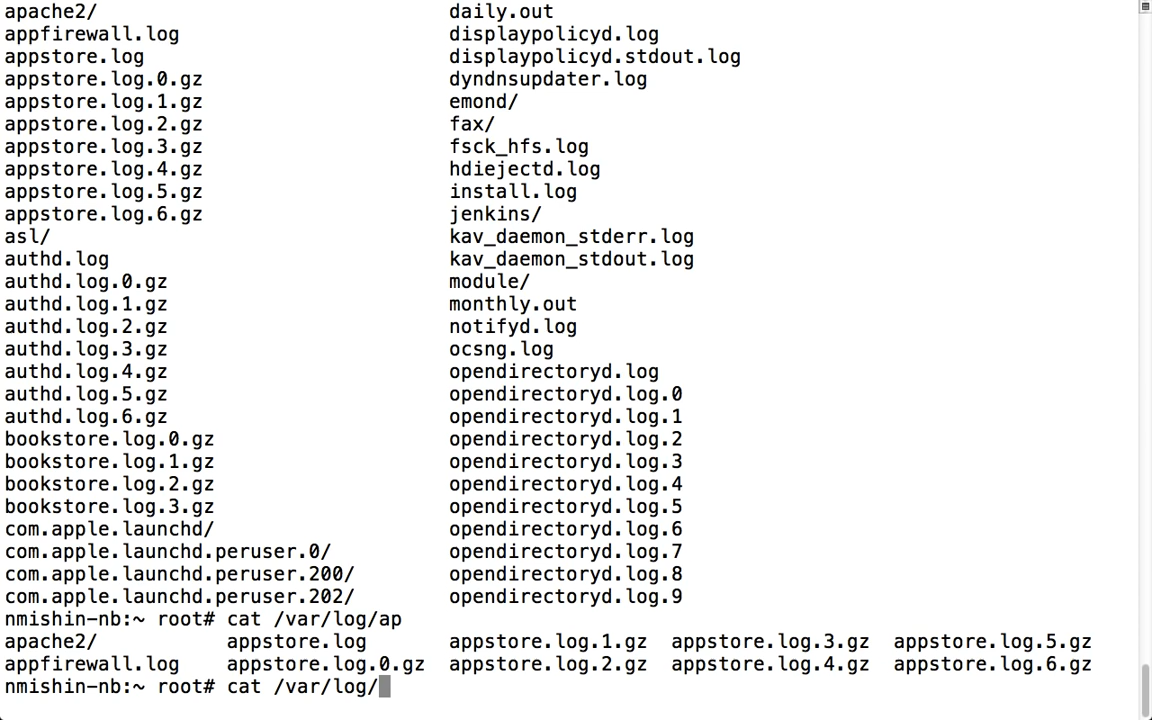 apache2/ daily.out
appfirewall.log displaypolicyd.log
appstore.log displaypolicyd.stdout.log
appstore.log.0.gz dyndnsupdater.log
appstore.log.1.gz emond/
appstore.log.2.gz fax/
appstore.log.3.gz fsck_hfs.log
appstore.log.4.gz hdiejectd.log
appstore.log.5.gz install.log
appstore.log.6.gz jenkins/
asl/ kav_daemon_stderr.log
authd.log kav_daemon_stdout.log
authd.log.0.gz module/
authd.log.1.gz monthly.out
authd.log.2.gz notifyd.log
authd.log.3.gz ocsng.log
authd.log.4.gz opendirectoryd.log
authd.log.5.gz opendirectoryd.log.0
authd.log.6.gz opendirectoryd.log.1
bookstore.log.0.gz opendirectoryd.log.2
bookstore.log.1.gz opendirectoryd.log.3
bookstore.log.2.gz opendirectoryd.log.4
bookstore.log.3.gz opendirectoryd.log.5
com.apple.launchd/ opendirectoryd.log.6
com.apple.launchd.peruser.0/ opendirectoryd.log.7
com.apple.launchd.peruser.200/ opendirectoryd.log.8
com.apple.launchd.peruser.202/ opendirectoryd.log.9
nmishin-nb:~ root# cat /var/log/ap
apache2/ appstore.log appstore.log.1.gz appstore.log.3.gz appstore.log.5.gz
appfirewall.log appstore.log.0.gz appstore.log.2.gz appstore.log.4.gz appstore.log.6.gz
nmishin-nb:~ root# cat /var/log/